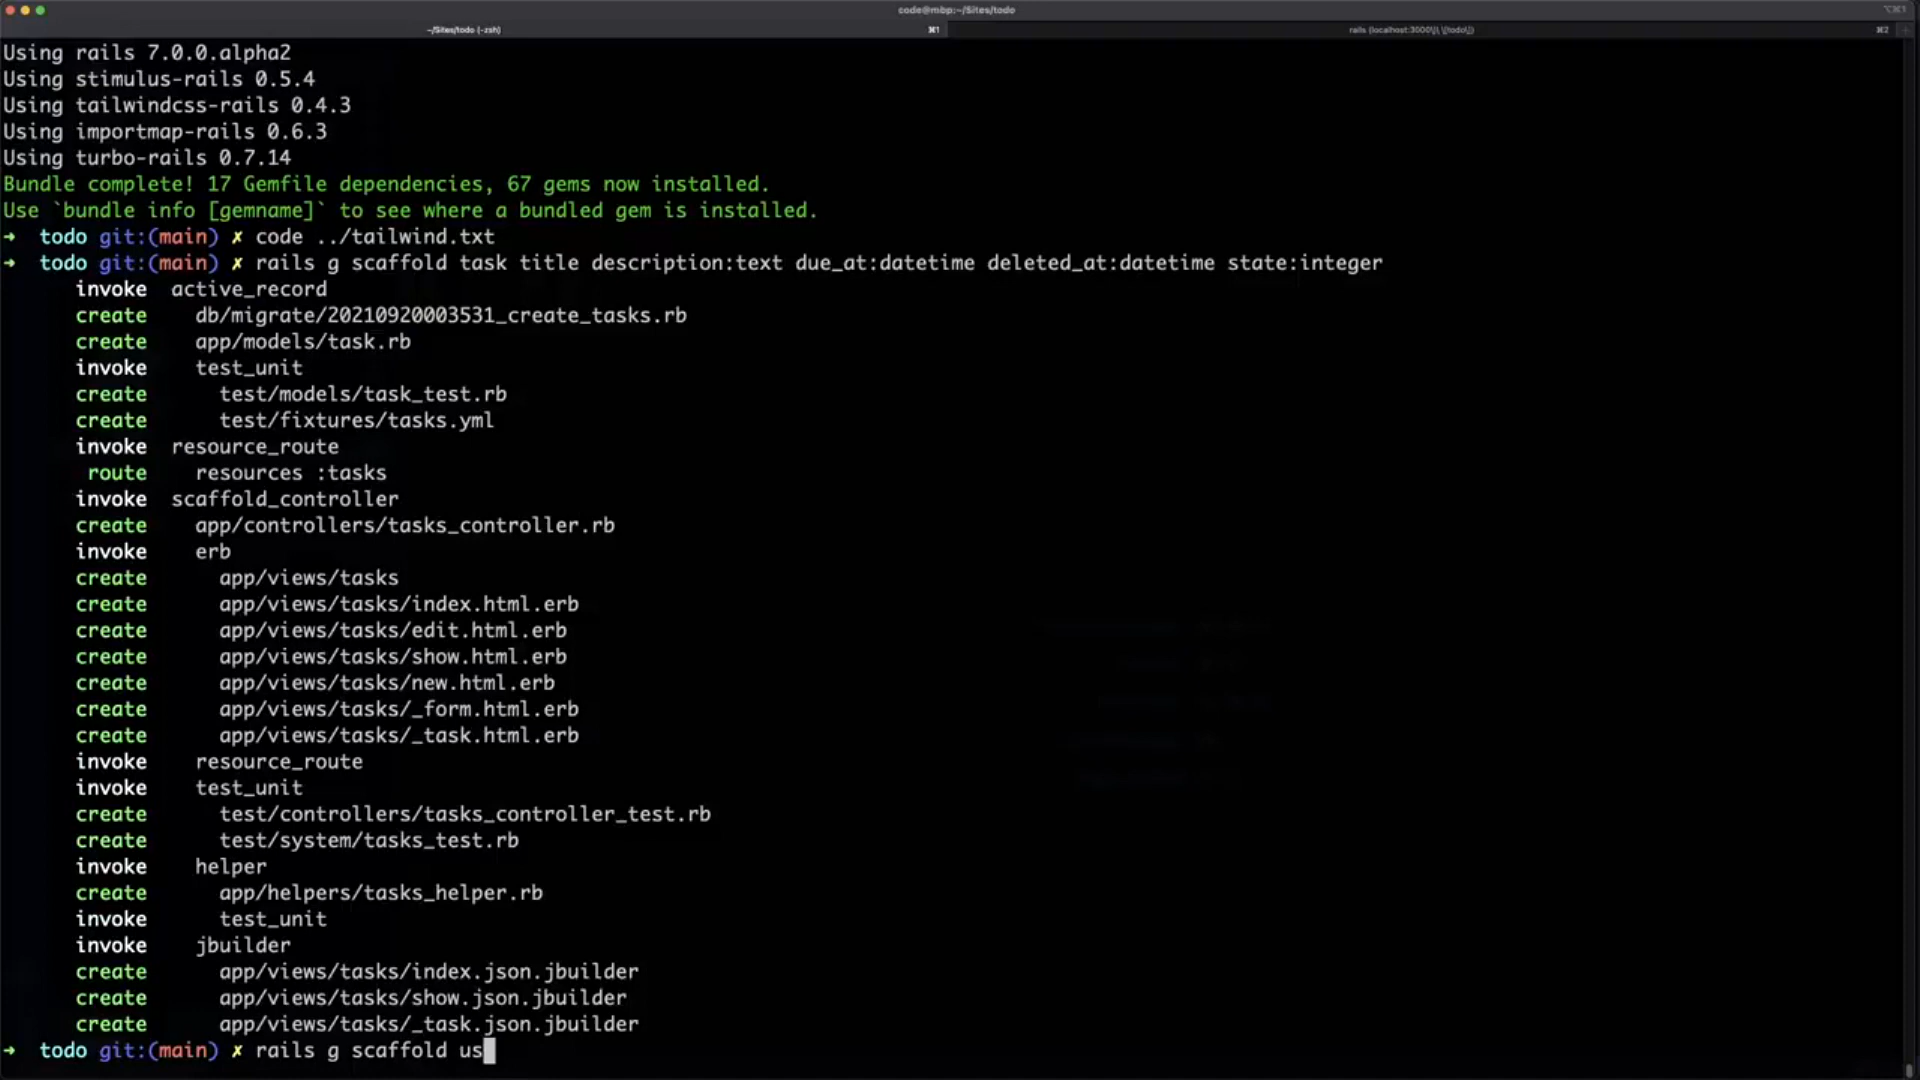 code@mbp:~/Sites/todo
~/Sites/todo (-zsh) ⌘1 rails (localhost:3000\)\ \[todo\]) ⌘2
Using rails 7.0.0.alpha2
Using stimulus-rails 0.5.4
Using tailwindcss-rails 0.4.3
Using importmap-rails 0.6.3
Using turbo-rails 0.7.14
Bundle complete! 17 Gemfile dependencies, 67 gems now installed.
Use `bundle info [gemname]` to see where a bundled gem is installed.
➜ todo git:(main) ✗ code ../tailwind.txt
➜ todo git:(main) ✗ rails g scaffold task title description:text due_at:datetime deleted_at:datetime state:integer
invoke active_record
create db/migrate/20210920003531_create_tasks.rb
create app/models/task.rb
invoke test_unit
create test/models/task_test.rb
create test/fixtures/tasks.yml
invoke resource_route
route resources :tasks
invoke scaffold_controller
create app/controllers/tasks_controller.rb
invoke erb
create app/views/tasks
create app/views/tasks/index.html.erb
create app/views/tasks/edit.html.erb
create app/views/tasks/show.html.erb
create app/views/tasks/new.html.erb
create app/views/tasks/_form.html.erb
create app/views/tasks/_task.html.erb
invoke resource_route
invoke test_unit
create test/controllers/tasks_controller_test.rb
create test/system/tasks_test.rb
invoke helper
create app/helpers/tasks_helper.rb
invoke test_unit
invoke jbuilder
create app/views/tasks/index.json.jbuilder
create app/views/tasks/show.json.jbuilder
create app/views/tasks/_task.json.jbuilder
➜ todo git:(main) ✗ rails g scaffold us